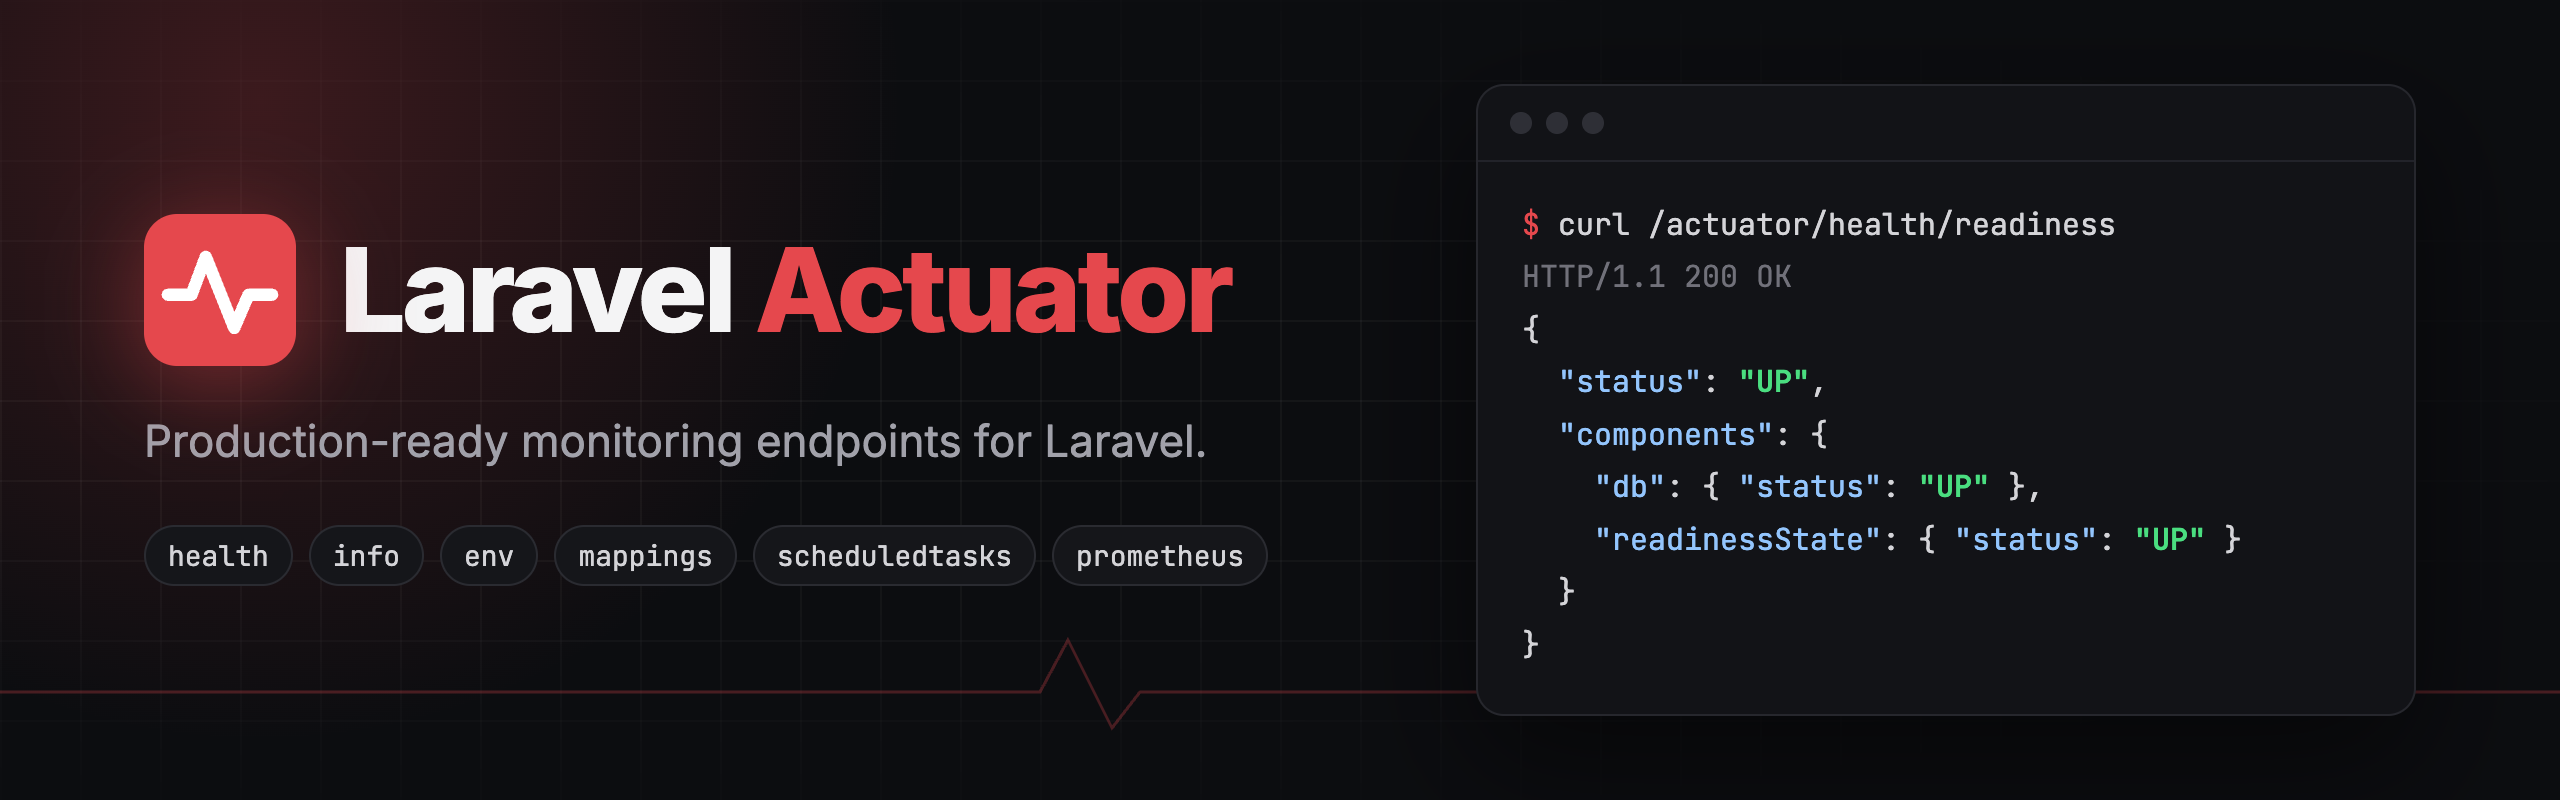 Laravel Actuator
Production-ready monitoring endpoints for Laravel.
health info env mappings scheduledtasks prometheus
$ curl /actuator/health/readiness
HTTP/1.1 200 OK
{
  "status": "UP",
  "components": {
    "db": { "status": "UP" },
    "readinessState": { "status": "UP" }
  }
}